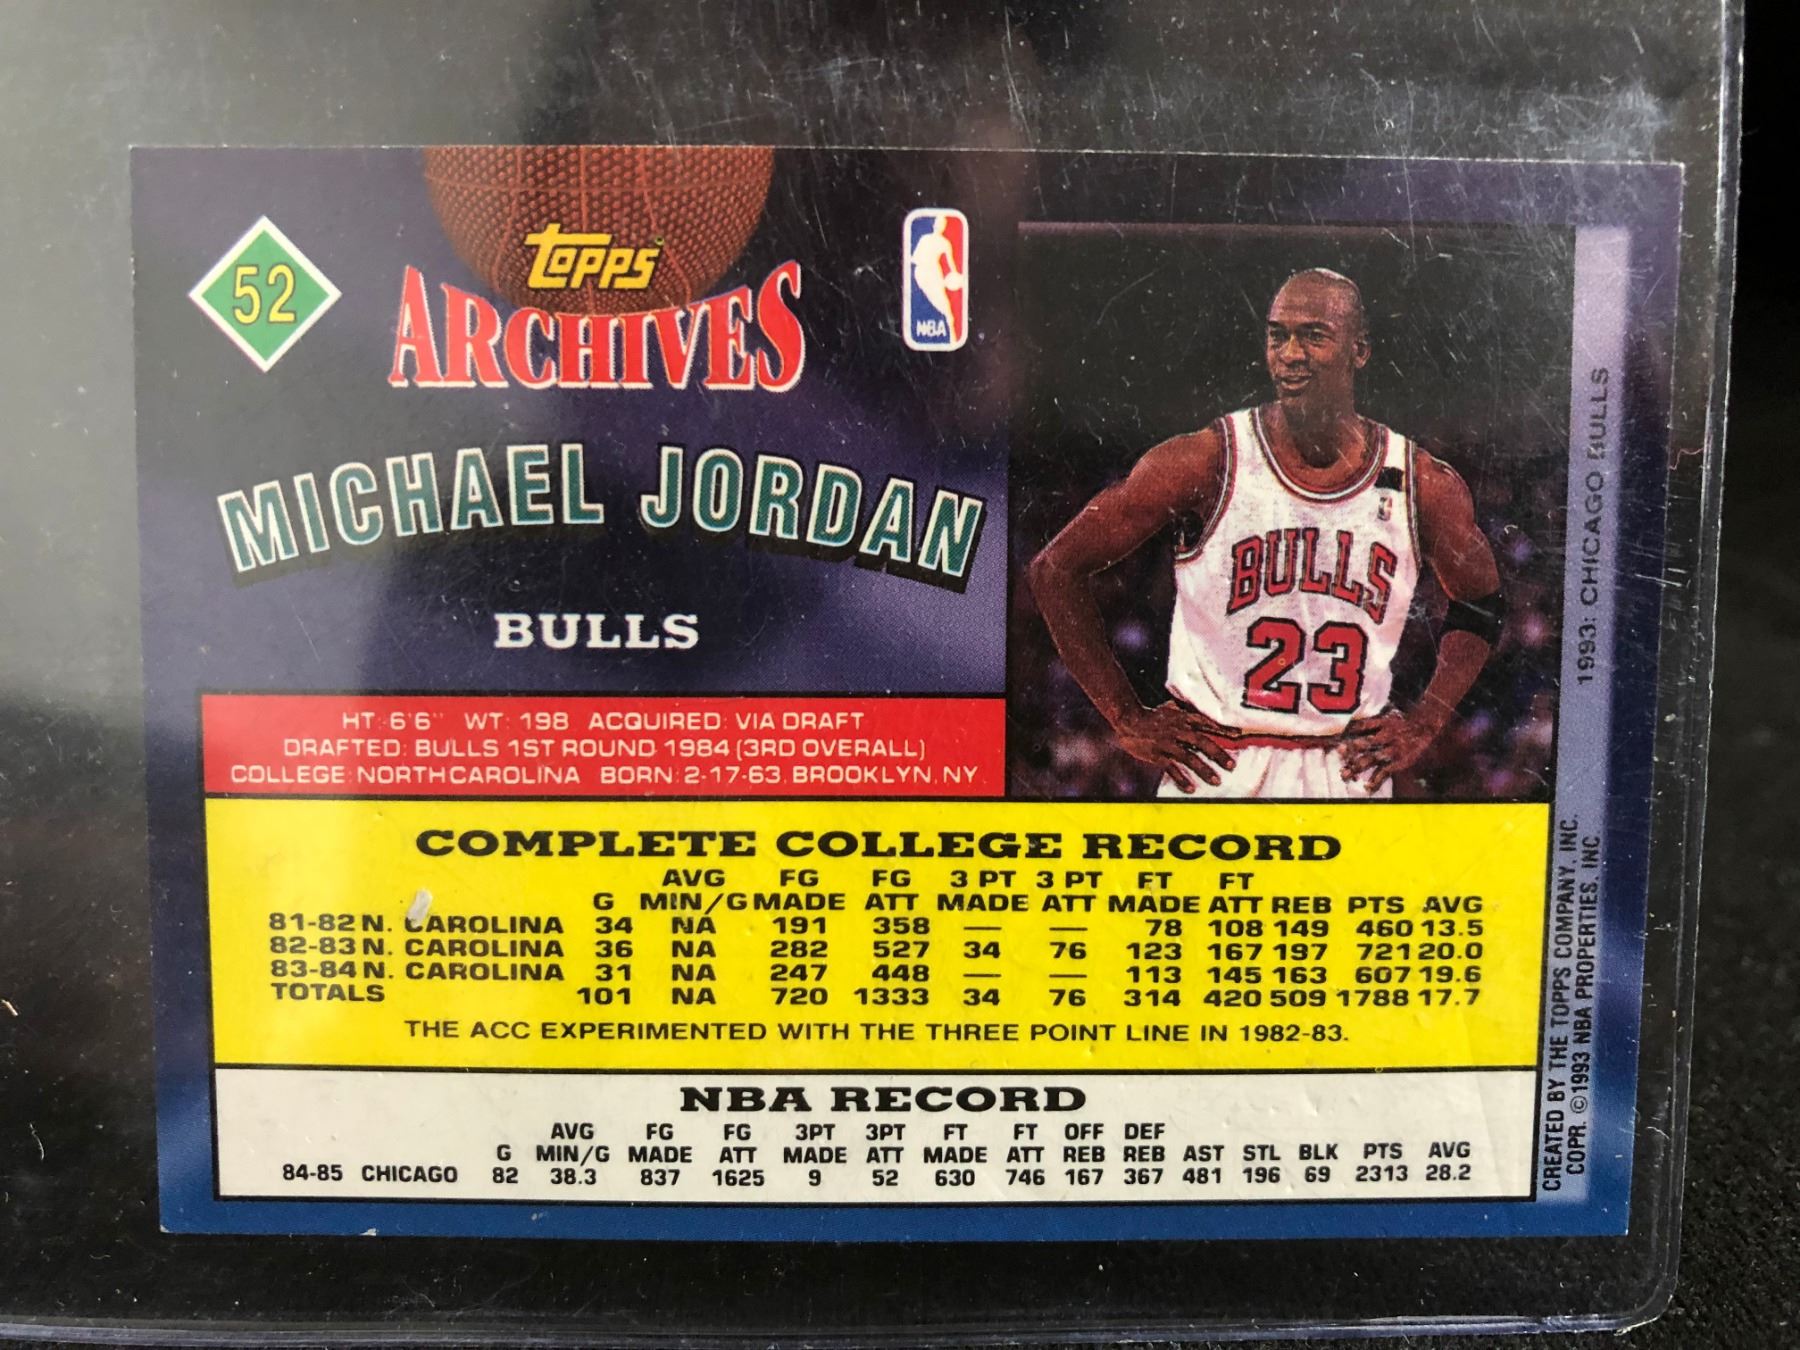 52
TOPPS
ARCHIVES
NBA
MICHAEL JORDAN
BULLS
HT: 6'6" WT: 198 ACQUIRED: VIA DRAFT
DRAFTED: BULLS 1ST ROUND 1984 (3RD OVERALL)
COLLEGE: NORTH CAROLINA BORN: 2-17-63, BROOKLYN, NY
BULLS
23
1993: CHICAGO BULLS
COMPLETE COLLEGE RECORD
AVG FG FG 3 PT 3 PT FT FT
G MIN/G MADE ATT MADE ATT MADE ATT REB PTS AVG
81-82 N. CAROLINA 34 NA 191 358 — — 78 108 149 460 13.5
82-83 N. CAROLINA 36 NA 282 527 34 76 123 167 197 721 20.0
83-84 N. CAROLINA 31 NA 247 448 — — 113 145 163 607 19.6
TOTALS 101 NA 720 1333 34 76 314 420 509 1788 17.7
THE ACC EXPERIMENTED WITH THE THREE POINT LINE IN 1982-83.
NBA RECORD
AVG FG FG 3PT 3PT FT FT OFF DEF
G MIN/G MADE ATT MADE ATT MADE ATT REB REB AST STL BLK PTS AVG
84-85 CHICAGO 82 38.3 837 1625 9 52 630 746 167 367 481 196 69 2313 28.2
CREATED BY THE TOPPS COMPANY, INC.
COPR. ©1993 NBA PROPERTIES, INC